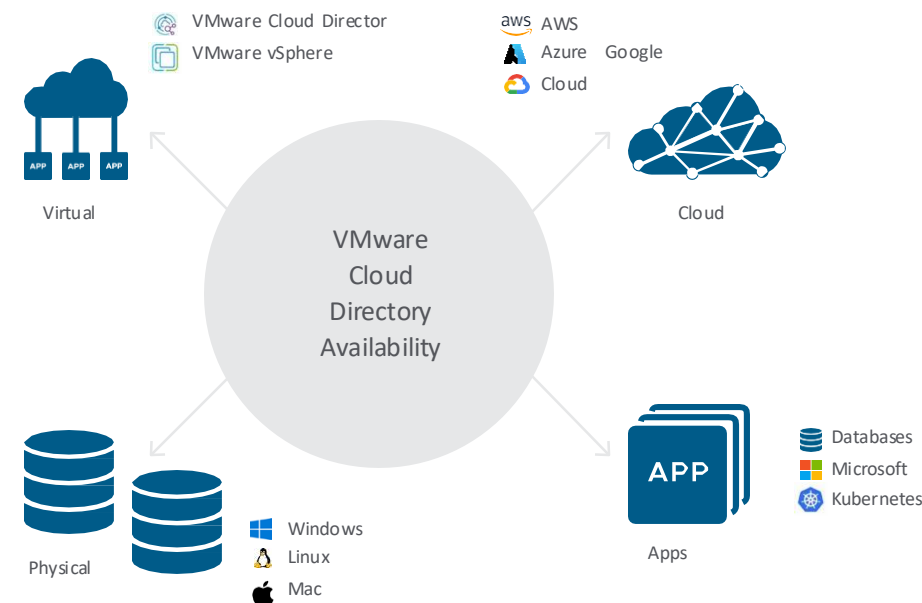 VMware Cloud Director
VMware vSphere
aws AWS
Azure Google
Cloud
APP APP APP
Virtual
Cloud
VMware
Cloud
Directory
Availability
Physical
Windows
Linux
Mac
APP
Apps
Databases
Microsoft
Kubernetes